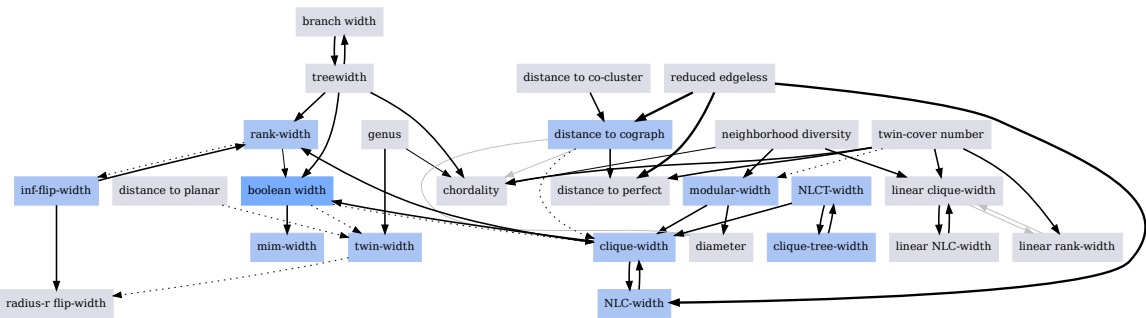 branch width
treewidth
distance to co-cluster
reduced edgeless
rank-width
genus
distance to cograph
neighborhood diversity
twin-cover number
inf-flip-width
distance to planar
boolean width
chordality
distance to perfect
modular-width
NLCT-width
linear clique-width
mim-width
twin-width
clique-width
diameter
clique-tree-width
linear NLC-width
linear rank-width
radius-r flip-width
NLC-width